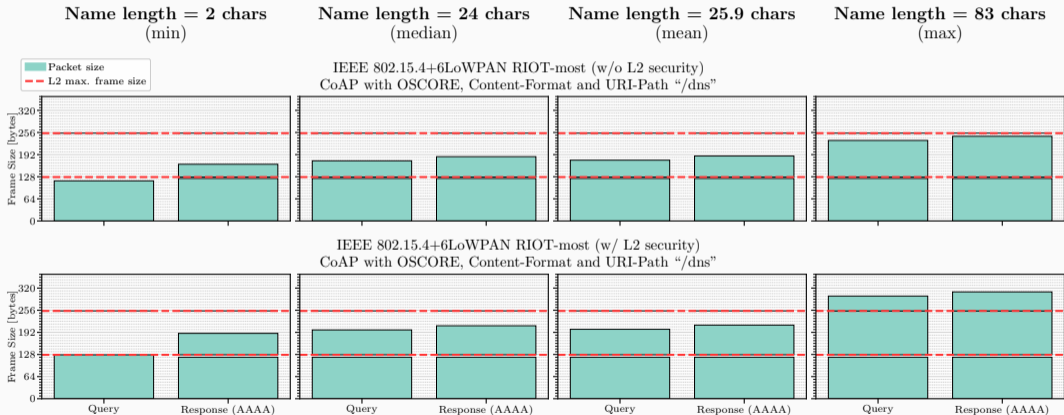 Name length = 2 chars
(min)
Name length = 24 chars
(median)
Name length = 25.9 chars
(mean)
Name length = 83 chars
(max)
Packet size
L2 max. frame size
IEEE 802.15.4+6LoWPAN RIOT-most (w/o L2 security)
CoAP with OSCORE, Content-Format and URI-Path “/dns”
Frame Size [bytes]
320
256
192
128
64
0
IEEE 802.15.4+6LoWPAN RIOT-most (w/ L2 security)
CoAP with OSCORE, Content-Format and URI-Path “/dns”
Frame Size [bytes]
320
256
192
128
64
0
Query Response (AAAA)
Query Response (AAAA)
Query Response (AAAA)
Query Response (AAAA)